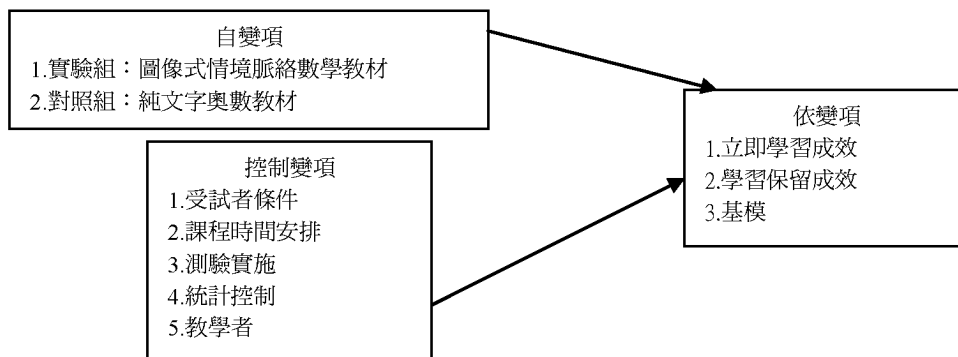 自變項
1.實驗組：圖像式情境脈絡數學教材
2.對照組：純文字奧數教材
依變項
1.立即學習成效
2.學習保留成效
3.基模
控制變項
1.受試者條件
2.課程時間安排
3.測驗實施
4.統計控制
5.教學者